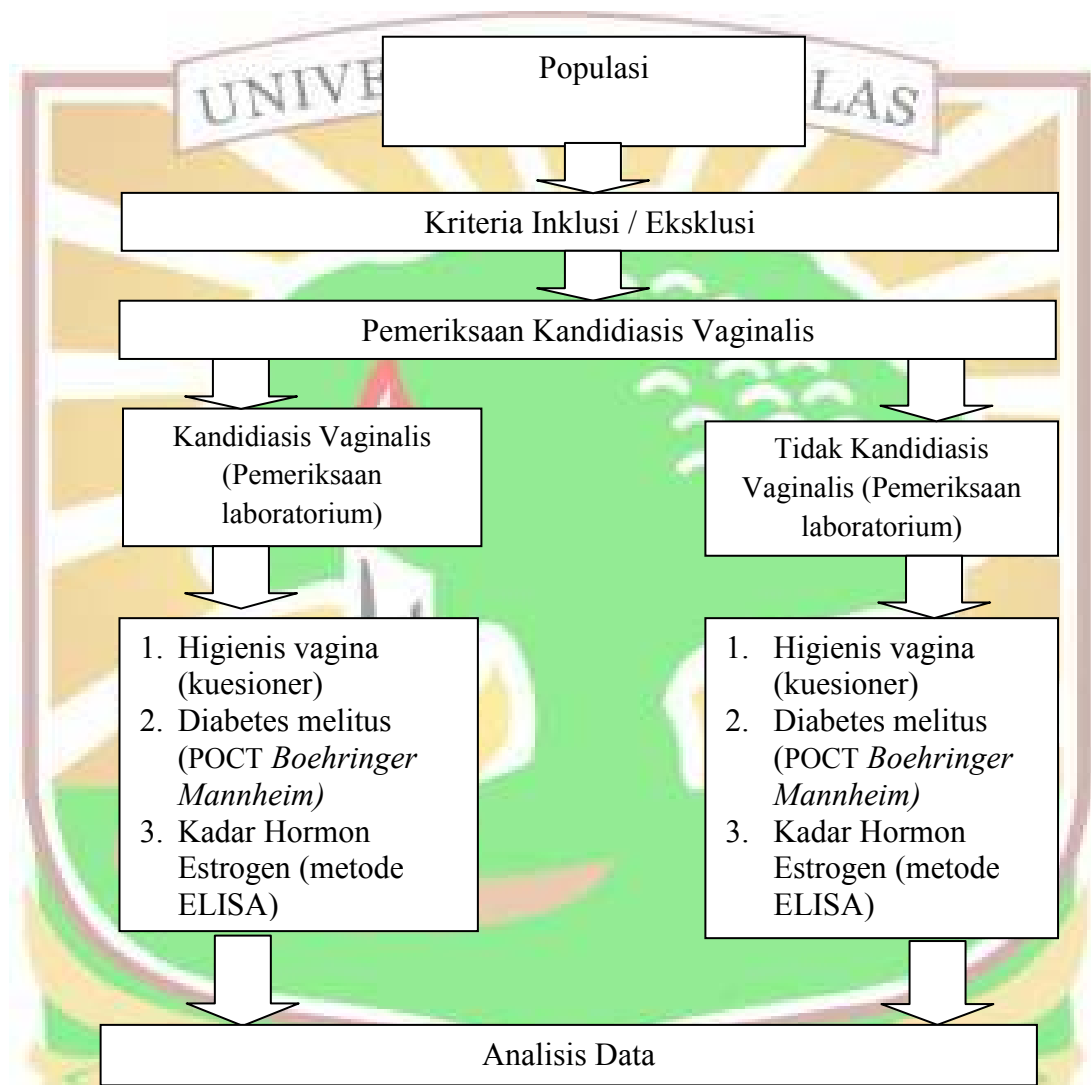 UNIVE
LAS
Populasi
Kriteria Inklusi / Eksklusi
Pemeriksaan Kandidiasis Vaginalis
Kandidiasis Vaginalis
(Pemeriksaan
laboratorium)
Tidak Kandidiasis
Vaginalis (Pemeriksaan
laboratorium)
1. Higienis vagina
(kuesioner)
2. Diabetes melitus
(POCT Boehringer
Mannheim)
3. Kadar Hormon
Estrogen (metode
ELISA)
1. Higienis vagina
(kuesioner)
2. Diabetes melitus
(POCT Boehringer
Mannheim)
3. Kadar Hormon
Estrogen (metode
ELISA)
Analisis Data